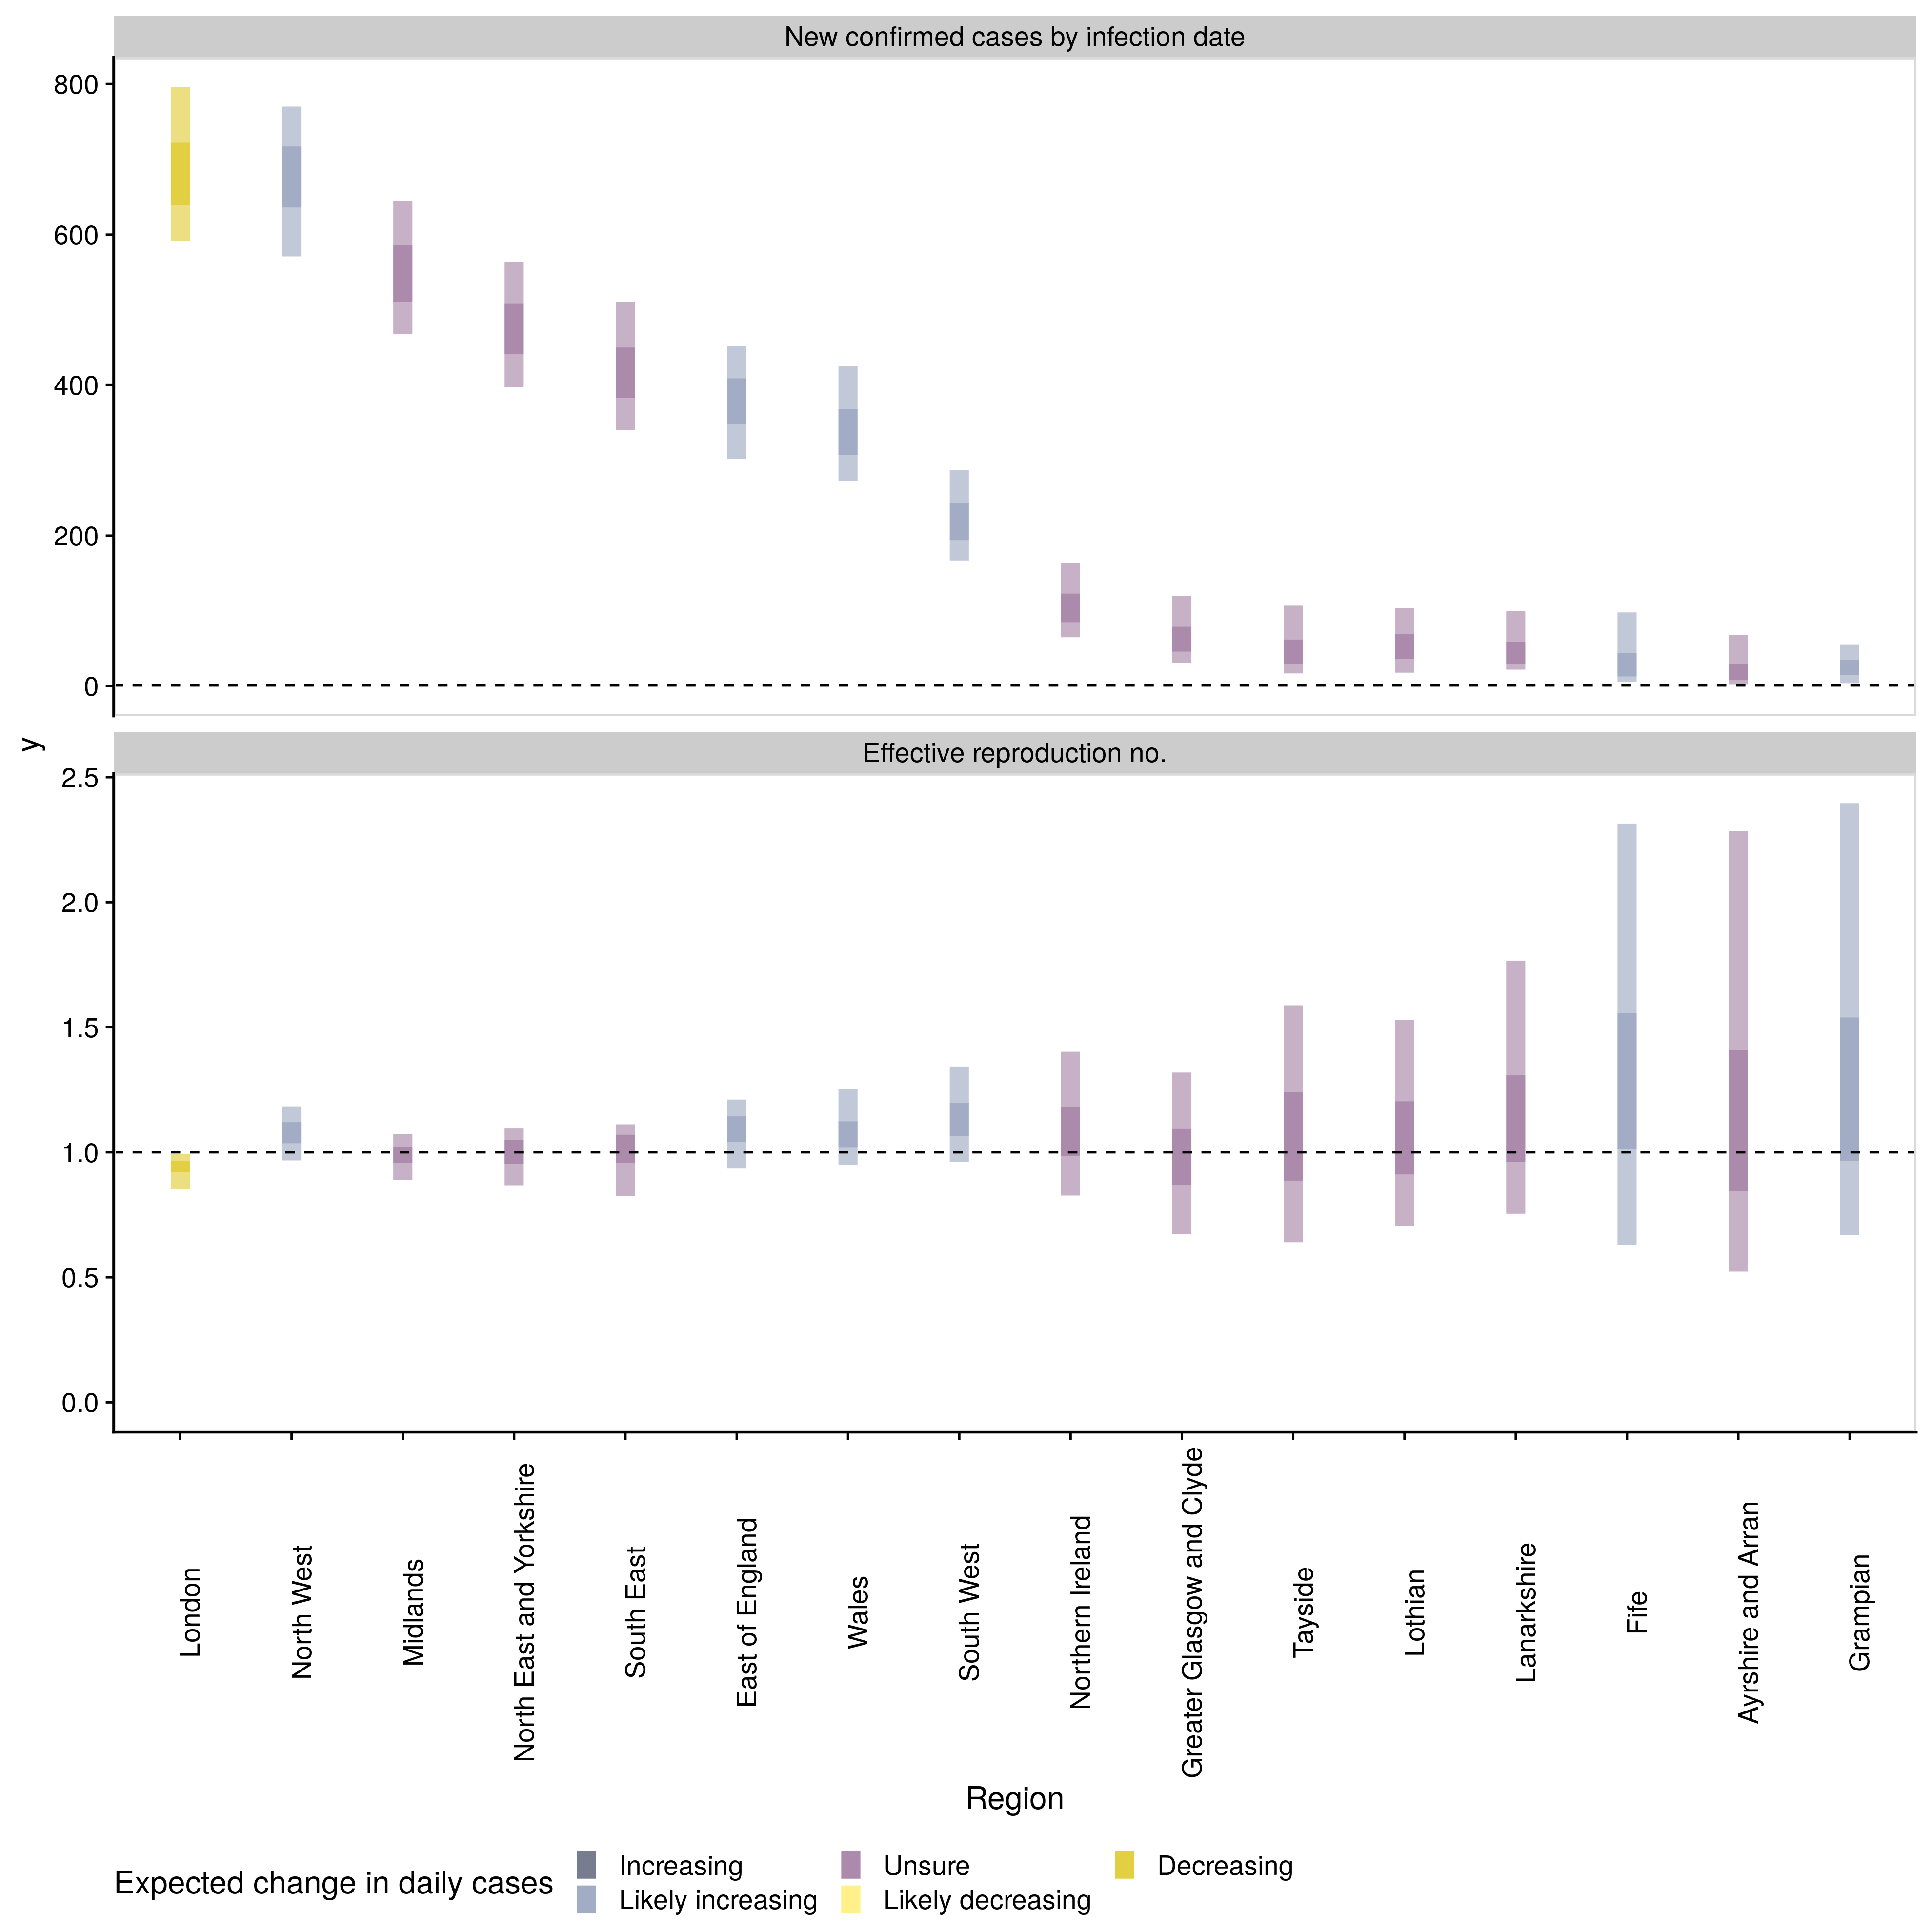 New confirmed cases by infection date
800
600
400
200
0
y
Effective reproduction no.
2.5
2.0
1.5
1.0
0.5
0.0
London
North West
Midlands
North East and Yorkshire
South East
East of England
Wales
South West
Northern Ireland
Greater Glasgow and Clyde
Tayside
Lothian
Lanarkshire
Fife
Ayrshire and Arran
Grampian
Region
Expected change in daily cases
Increasing
Unsure
Decreasing
Likely increasing
Likely decreasing